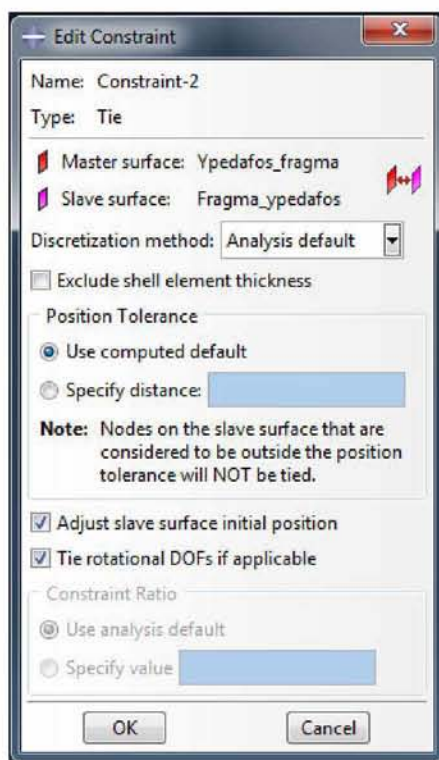 Edit Constraint
Name: Constraint-2
Type: Tie
Master surface: Ypedafos_fragma
Slave surface: Fragma_ypedafos
Discretization method: Analysis default
Exclude shell element thickness
Position Tolerance
Use computed default
Specify distance:
Note: Nodes on the slave surface that are
considered to be outside the position
tolerance will NOT be tied.
Adjust slave surface initial position
Tie rotational DOFs if applicable
Constraint Ratio
Use analysis default
Specify value
OK Cancel